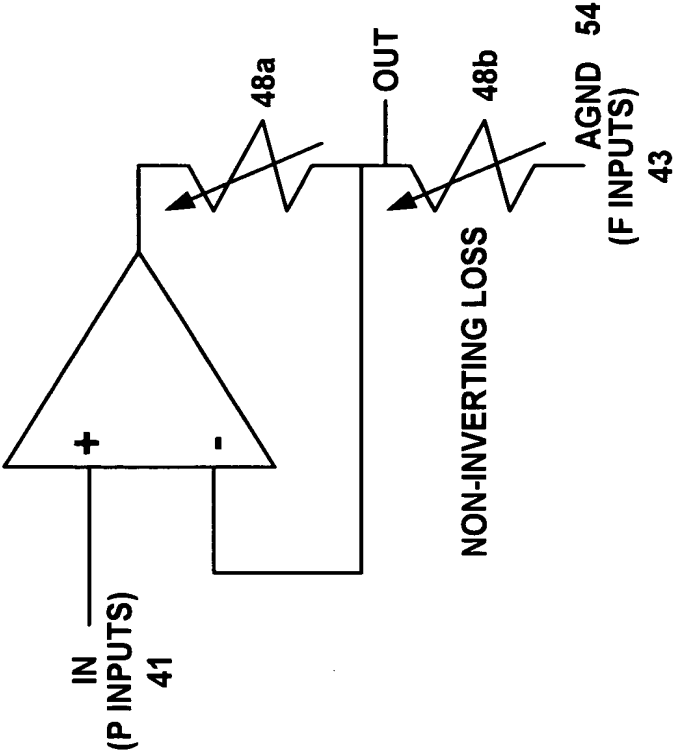 IN
(P INPUTS)
41
+
-
48a
OUT
48b
AGND 54
(F INPUTS)
43
NON-INVERTING LOSS